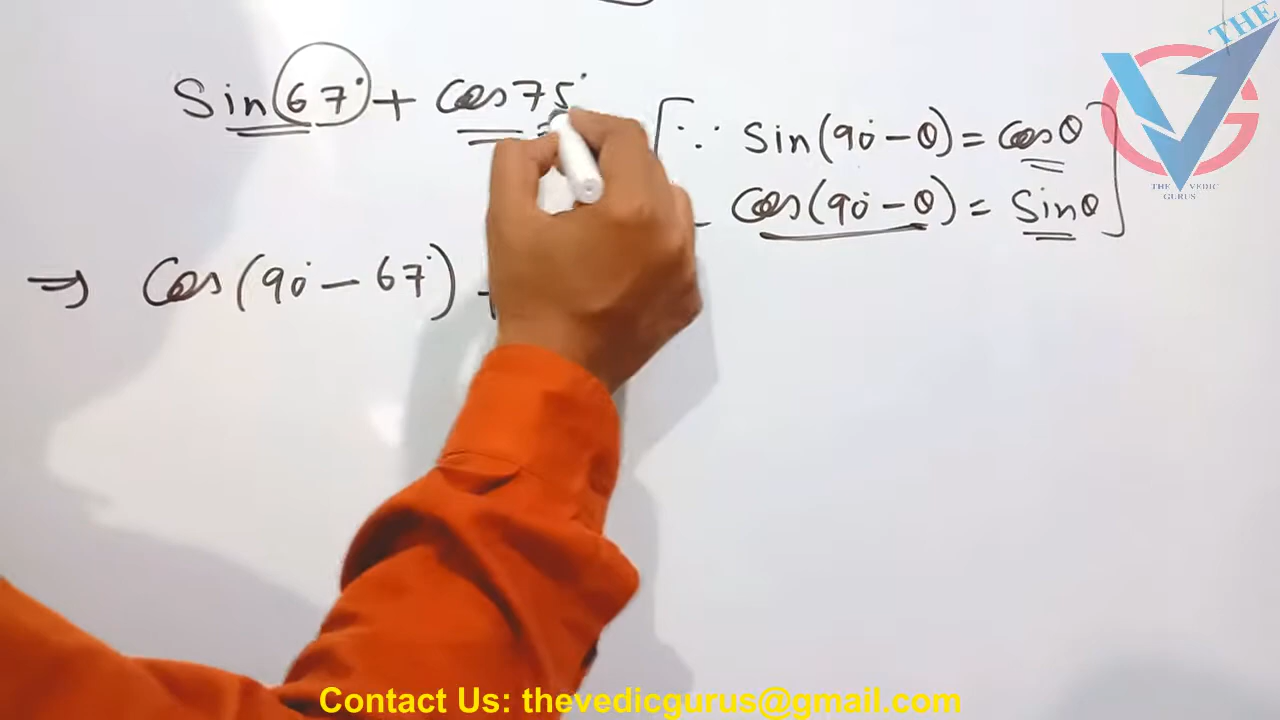 Sin 67° + Cos 75°
[∵ Sin(90° − θ) = Cos θ
Cos(90° − θ) = Sin θ]
⇒ Cos(90° − 67°) +
THE
VG
THE VEDIC
GURUS
Contact Us: thevedicgurus@gmail.com